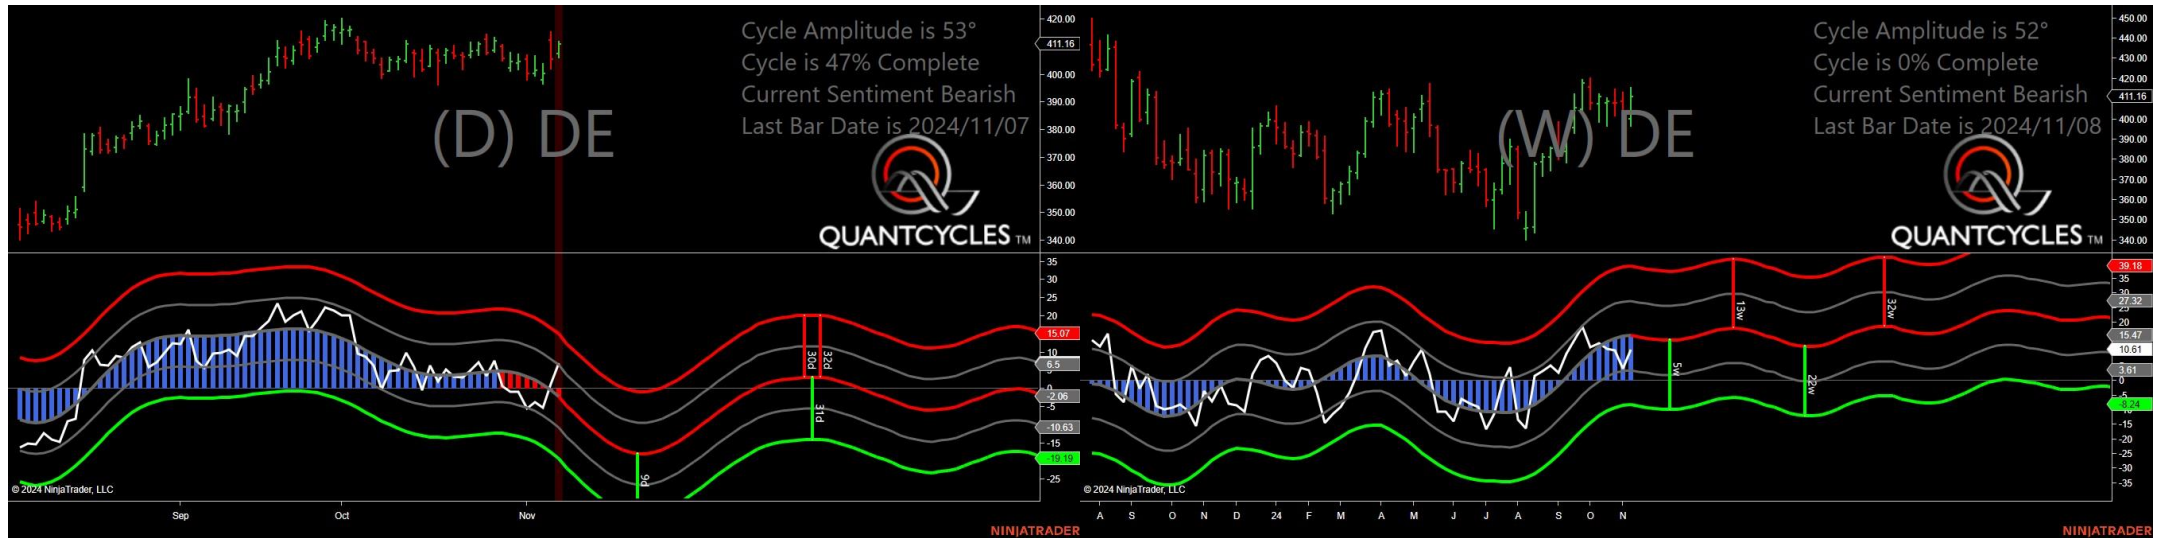 Cycle Amplitude is 53°
Cycle is 47% Complete
Current Sentiment Bearish
Last Bar Date is 2024/11/07
(D) DE
QUANTCYCLES TM
420.00
411.16
400.00
390.00
380.00
370.00
360.00
350.00
340.00
35
30
25
20
15.07
10
6.5
0
-2.06
-5
-10.63
-15
-19.19
-25
9d
30d
32d
31d
© 2024 NinjaTrader, LLC
Sep Oct Nov
NINJATRADER
Cycle Amplitude is 52°
Cycle is 0% Complete
Current Sentiment Bearish
Last Bar Date is 2024/11/08
(W) DE
QUANTCYCLES TM
450.00
440.00
430.00
420.00
411.16
400.00
390.00
380.00
370.00
360.00
350.00
340.00
39.18
35
30
27.32
25
20
15.47
10.61
3.61
0
-5
-8.24
-15
-20
-25
-30
-35
5w
13w
22w
32w
© 2024 NinjaTrader, LLC
A S O N D 24 F M A M J J A S O N
NINJATRADER